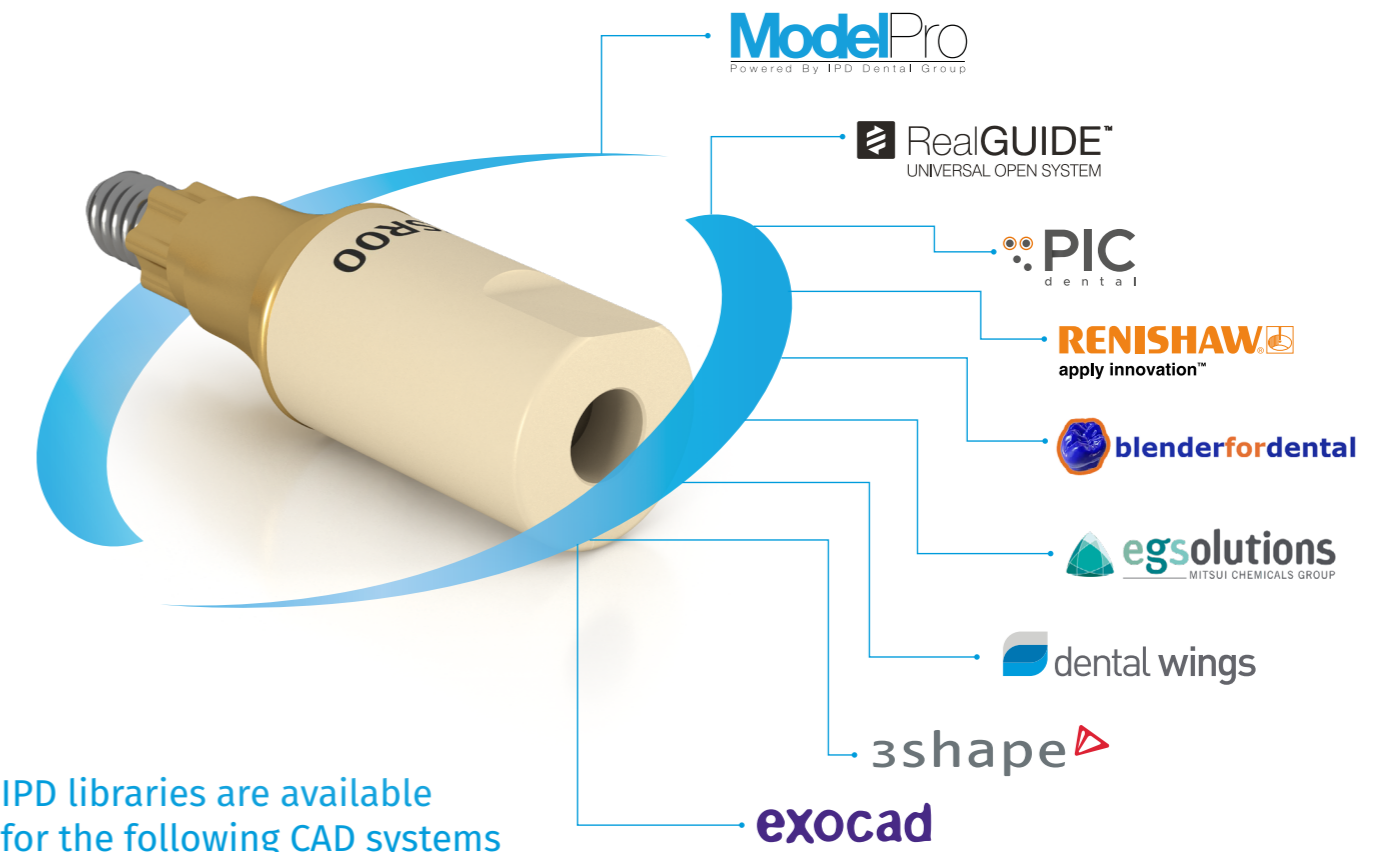 ModelPro
Powered By IPD Dental Group
RealGUIDE™
UNIVERSAL OPEN SYSTEM
PIC
dental
RENISHAW®
apply innovation™
blenderfordental
egsolutions
MITSUI CHEMICALS GROUP
dental wings
3shape
exocad
SROO
IPD libraries are available
for the following CAD systems